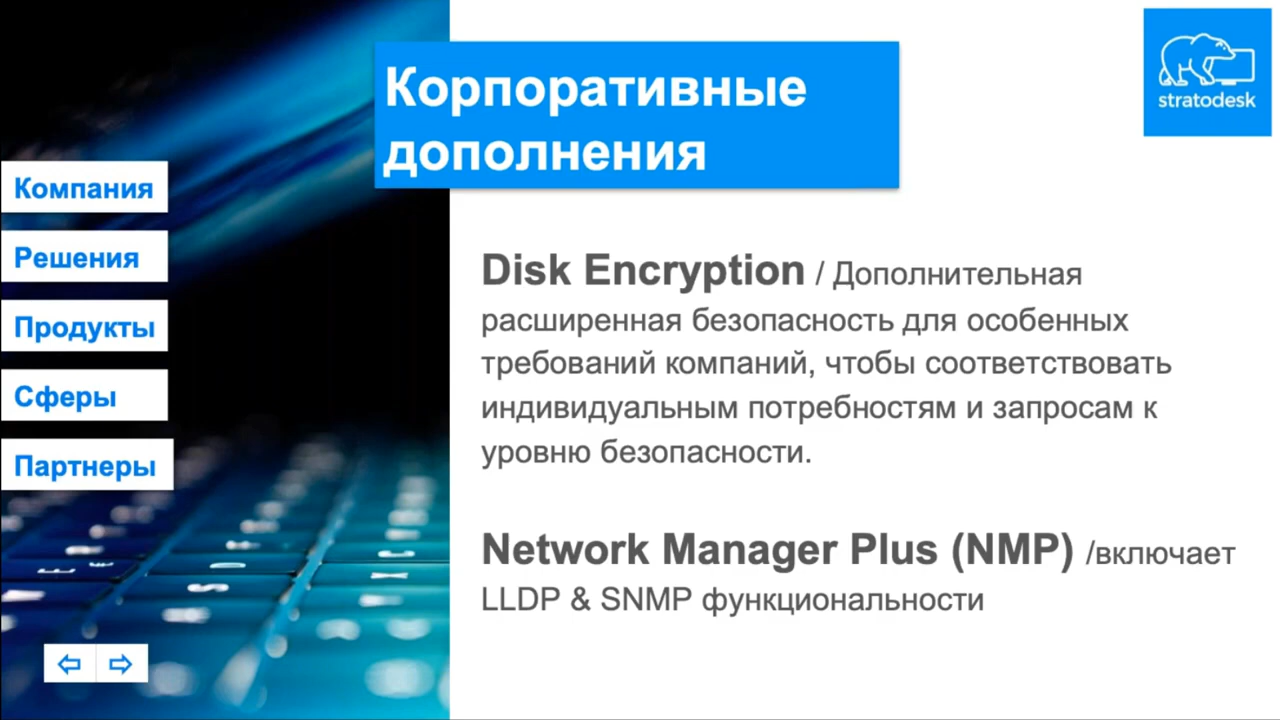 Корпоративные
дополнения
stratodesk
Компания
Решения
Продукты
Сферы
Партнеры
Disk Encryption / Дополнительная
расширенная безопасность для особенных
требований компаний, чтобы соответствовать
индивидуальным потребностям и запросам к
уровню безопасности.
Network Manager Plus (NMP) /включает
LLDP & SNMP функциональности